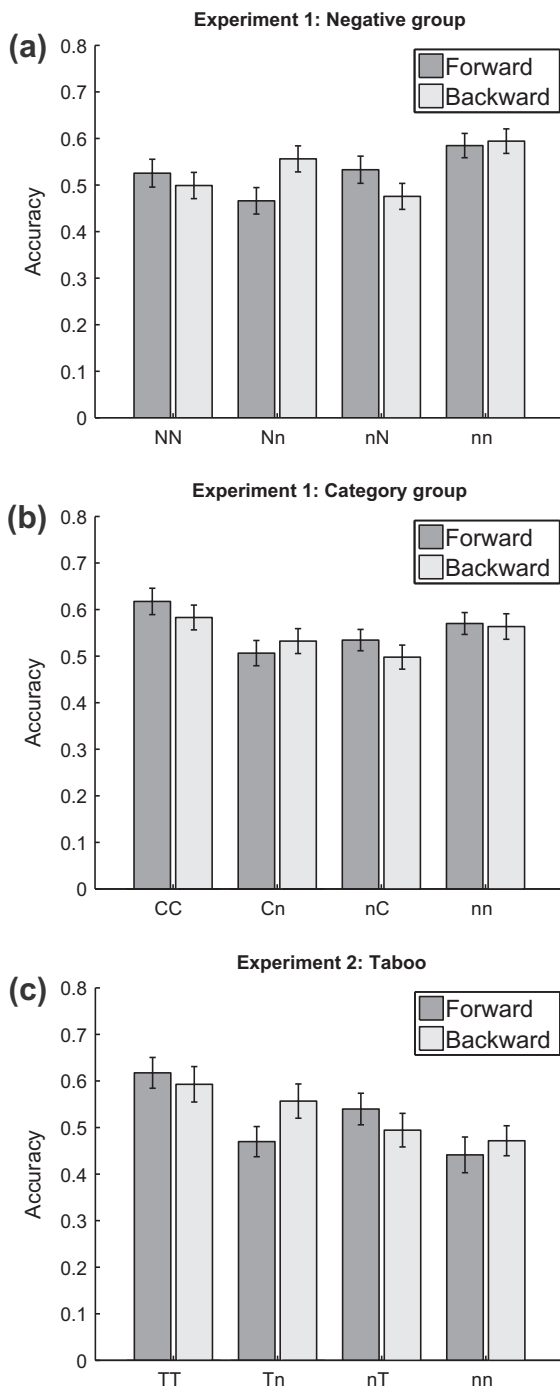 Experiment 1: Negative group
(a)
0.8
0.7
0.6
0.5
0.4
0.3
0.2
0.1
0
Accuracy
Forward
Backward
NN Nn nN nn
Experiment 1: Category group
(b)
0.8
0.7
0.6
0.5
0.4
0.3
0.2
0.1
0
Accuracy
Forward
Backward
CC Cn nC nn
Experiment 2: Taboo
(c)
0.8
0.7
0.6
0.5
0.4
0.3
0.2
0.1
0
Accuracy
Forward
Backward
TT Tn nT nn